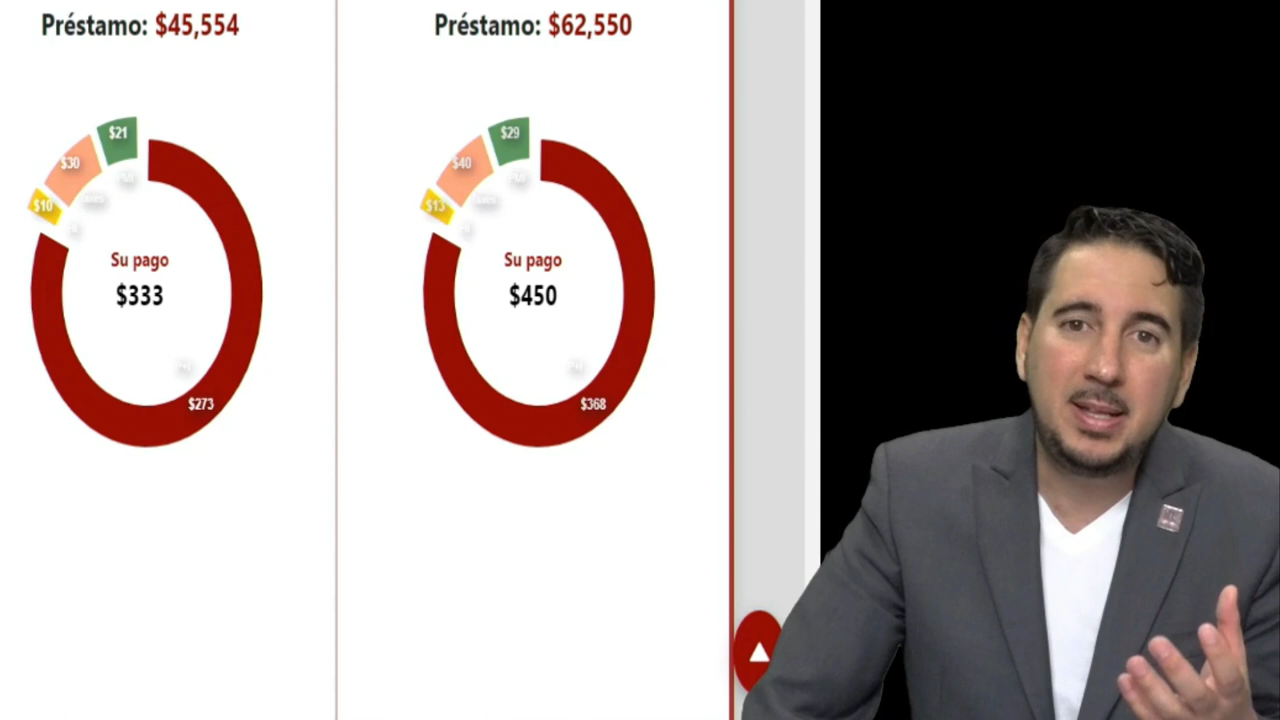 Préstamo: $45,554
$21
$30
$10
Su pago
$333
$273
Préstamo: $62,550
$29
$40
$13
Su pago
$450
$368